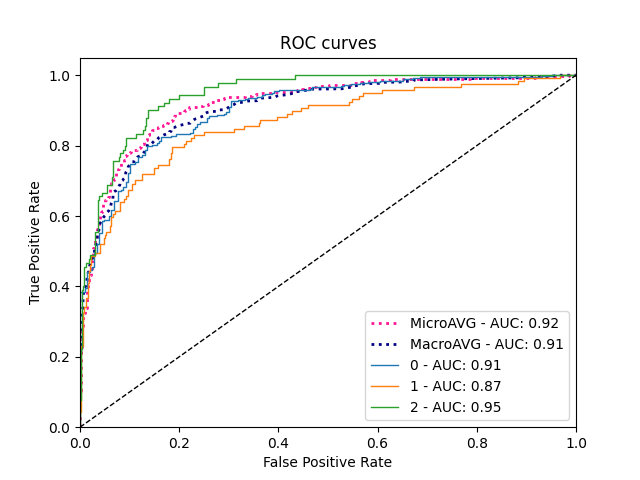 ROC curves
True Positive Rate
1.0
0.8
0.6
0.4
0.2
0.0
0.0 0.2 0.4 0.6 0.8 1.0
False Positive Rate
MicroAVG - AUC: 0.92
MacroAVG - AUC: 0.91
0 - AUC: 0.91
1 - AUC: 0.87
2 - AUC: 0.95